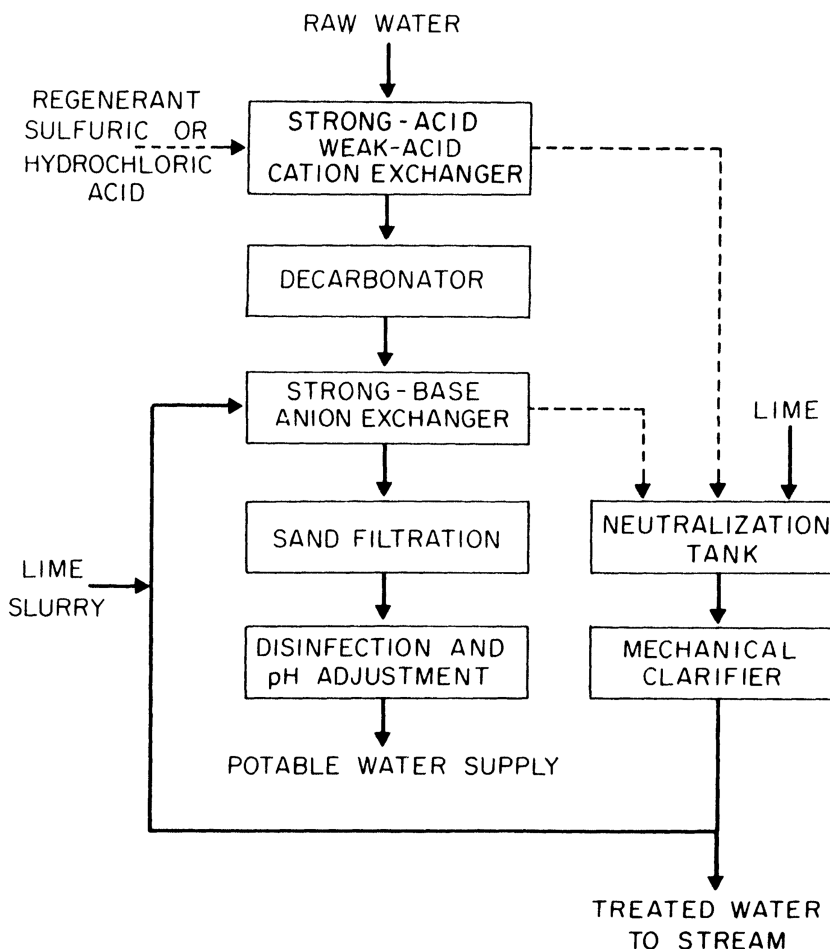 RAW WATER
REGENERANT
SULFURIC OR
HYDROCHLORIC
ACID
STRONG-ACID
WEAK-ACID
CATION EXCHANGER
DECARBONATOR
STRONG-BASE
ANION EXCHANGER
LIME
SAND FILTRATION
NEUTRALIZATION
TANK
LIME
SLURRY
DISINFECTION AND
pH ADJUSTMENT
MECHANICAL
CLARIFIER
POTABLE WATER SUPPLY
TREATED WATER
TO STREAM